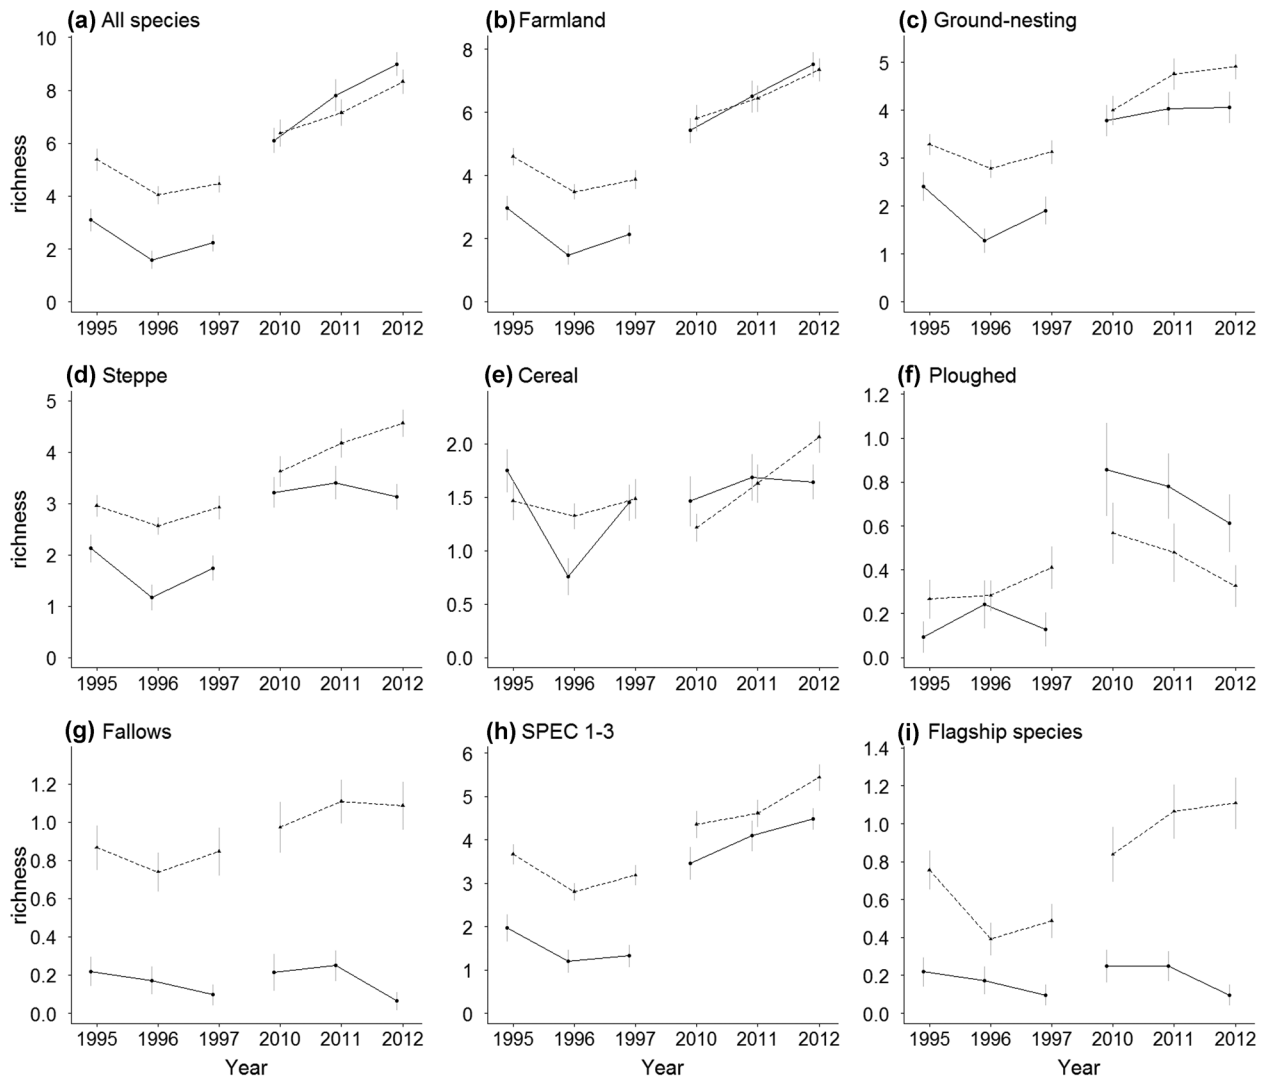 (a) All species
10
8
6
4
2
0
richness
1995 1996 1997 2010 2011 2012
(b) Farmland
8
6
4
2
0
1995 1996 1997 2010 2011 2012
(c) Ground-nesting
5
4
3
2
1
0
1995 1996 1997 2010 2011 2012
(d) Steppe
5
4
3
2
1
0
richness
1995 1996 1997 2010 2011 2012
(e) Cereal
2.0
1.5
1.0
0.5
0.0
1995 1996 1997 2010 2011 2012
(f) Ploughed
1.2
1.0
0.8
0.6
0.4
0.2
0.0
1995 1996 1997 2010 2011 2012
(g) Fallows
1.2
1.0
0.8
0.6
0.4
0.2
0.0
richness
1995 1996 1997 2010 2011 2012
Year
(h) SPEC 1-3
6
5
4
3
2
1
0
1995 1996 1997 2010 2011 2012
Year
(i) Flagship species
1.4
1.2
1.0
0.8
0.6
0.4
0.2
0.0
1995 1996 1997 2010 2011 2012
Year